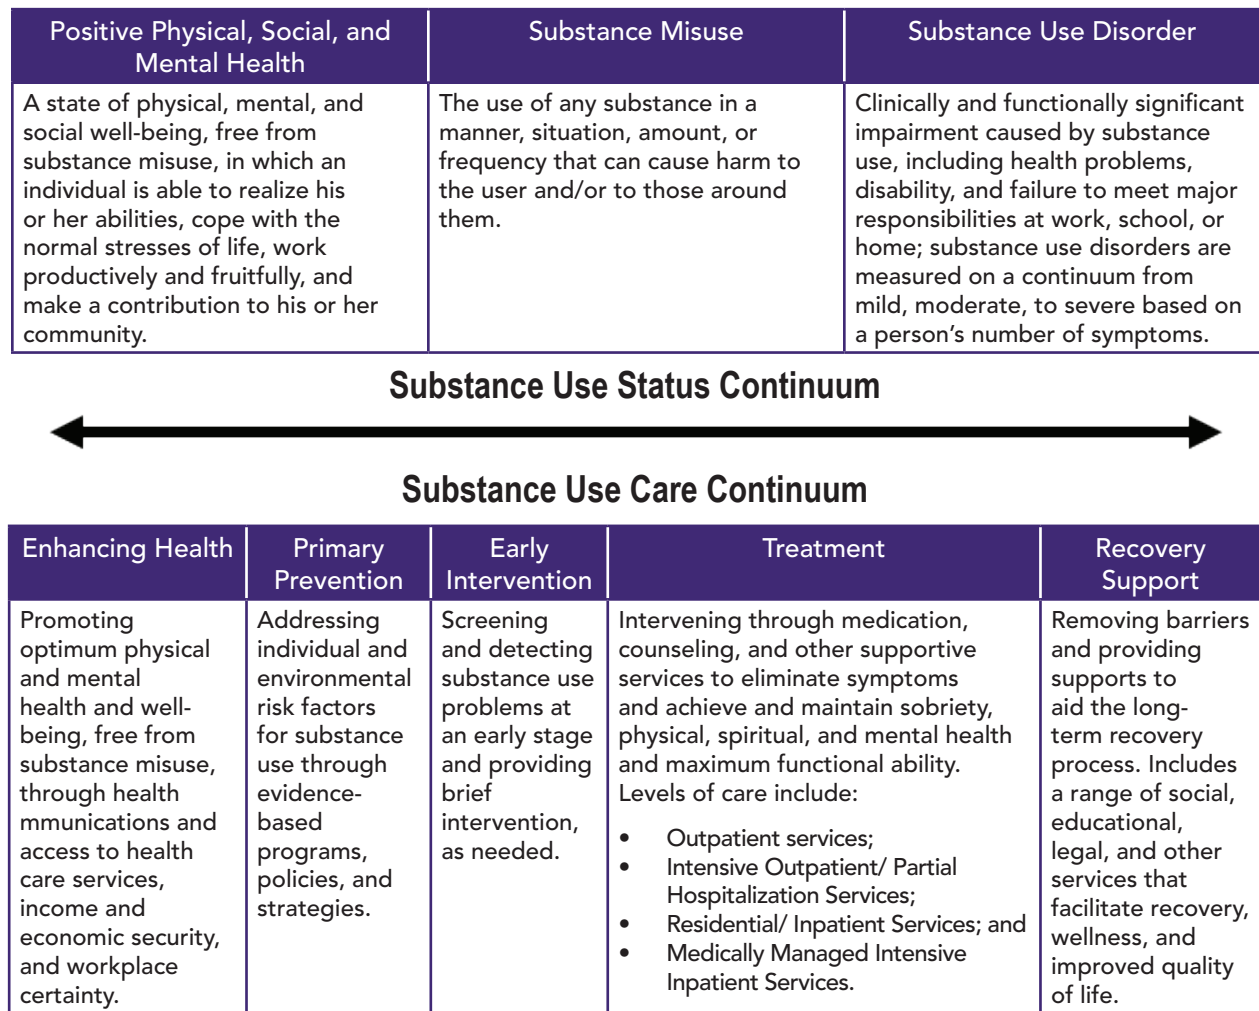 Positive Physical, Social, and
Mental Health
Substance Misuse
Substance Use Disorder
A state of physical, mental, and
social well-being, free from
substance misuse, in which an
individual is able to realize his
or her abilities, cope with the
normal stresses of life, work
productively and fruitfully, and
make a contribution to his or her
community.
The use of any substance in a
manner, situation, amount, or
frequency that can cause harm to
the user and/or to those around
them.
Clinically and functionally significant
impairment caused by substance
use, including health problems,
disability, and failure to meet major
responsibilities at work, school, or
home; substance use disorders are
measured on a continuum from
mild, moderate, to severe based on
a person’s number of symptoms.
Substance Use Status Continuum
Substance Use Care Continuum
Enhancing Health
Primary
Prevention
Early
Intervention
Treatment
Recovery
Support
Promoting
optimum physical
and mental
health and well-
being, free from
substance misuse,
through health
mmunications and
access to health
care services,
income and
economic security,
and workplace
certainty.
Addressing
individual and
environmental
risk factors
for substance
use through
evidence-
based
programs,
policies, and
strategies.
Screening
and detecting
substance use
problems at
an early stage
and providing
brief
intervention,
as needed.
Intervening through medication,
counseling, and other supportive
services to eliminate symptoms
and achieve and maintain sobriety,
physical, spiritual, and mental health
and maximum functional ability.
Levels of care include:
• Outpatient services;
• Intensive Outpatient/ Partial
Hospitalization Services;
• Residential/ Inpatient Services; and
• Medically Managed Intensive
Inpatient Services.
Removing barriers
and providing
supports to
aid the long-
term recovery
process. Includes
a range of social,
educational,
legal, and other
services that
facilitate recovery,
wellness, and
improved quality
of life.